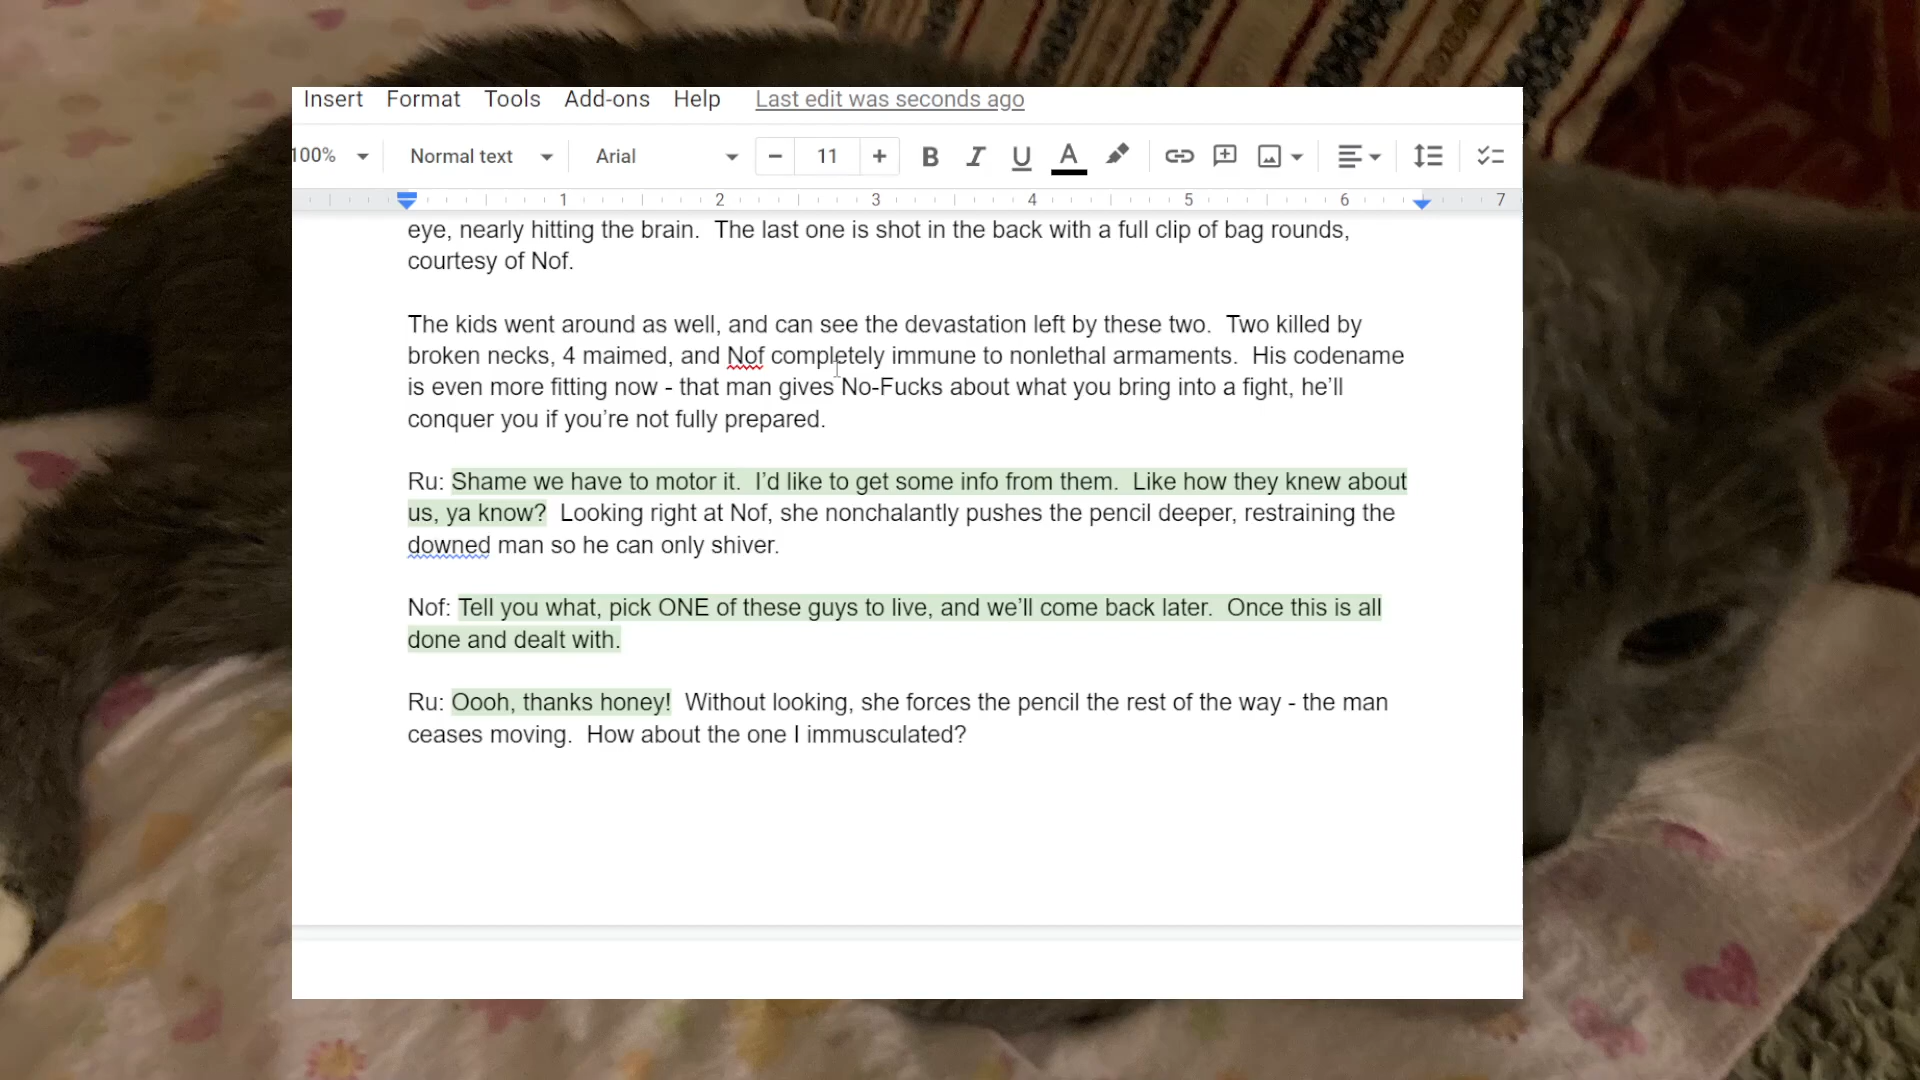 Insert Format Tools Add-ons Help Last edit was seconds ago
100% Normal text Arial 11 B I U A
1 2 3 4 5 6 7
eye, nearly hitting the brain.  The last one is shot in the back with a full clip of bag rounds,
courtesy of Nof.
The kids went around as well, and can see the devastation left by these two.  Two killed by
broken necks, 4 maimed, and Nof completely immune to nonlethal armaments.  His codename
is even more fitting now - that man gives No-Fucks about what you bring into a fight, he’ll
conquer you if you’re not fully prepared.
Ru: Shame we have to motor it.  I’d like to get some info from them.  Like how they knew about
us, ya know?  Looking right at Nof, she nonchalantly pushes the pencil deeper, restraining the
downed man so he can only shiver.
Nof: Tell you what, pick ONE of these guys to live, and we’ll come back later.  Once this is all
done and dealt with.
Ru: Oooh, thanks honey!  Without looking, she forces the pencil the rest of the way - the man
ceases moving.  How about the one I immusculated?